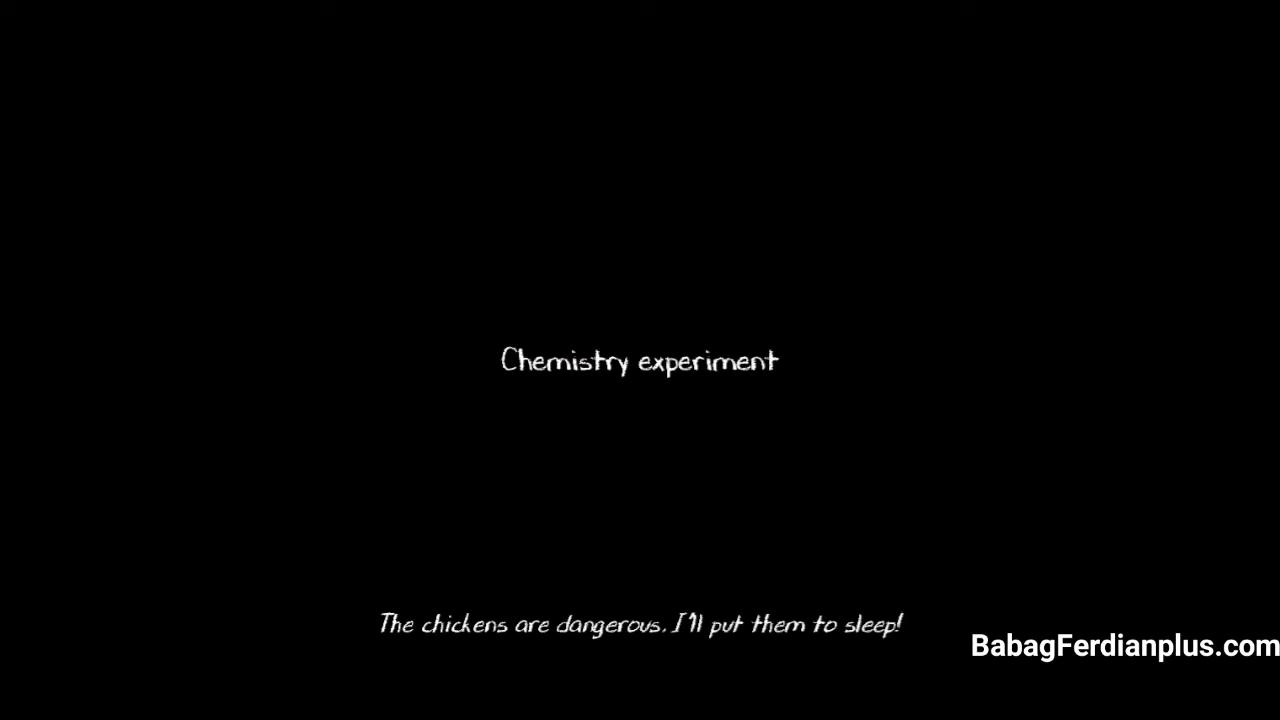 Chemistry experiment
The chickens are dangerous. I'll put them to sleep!
BabagFerdianplus.com